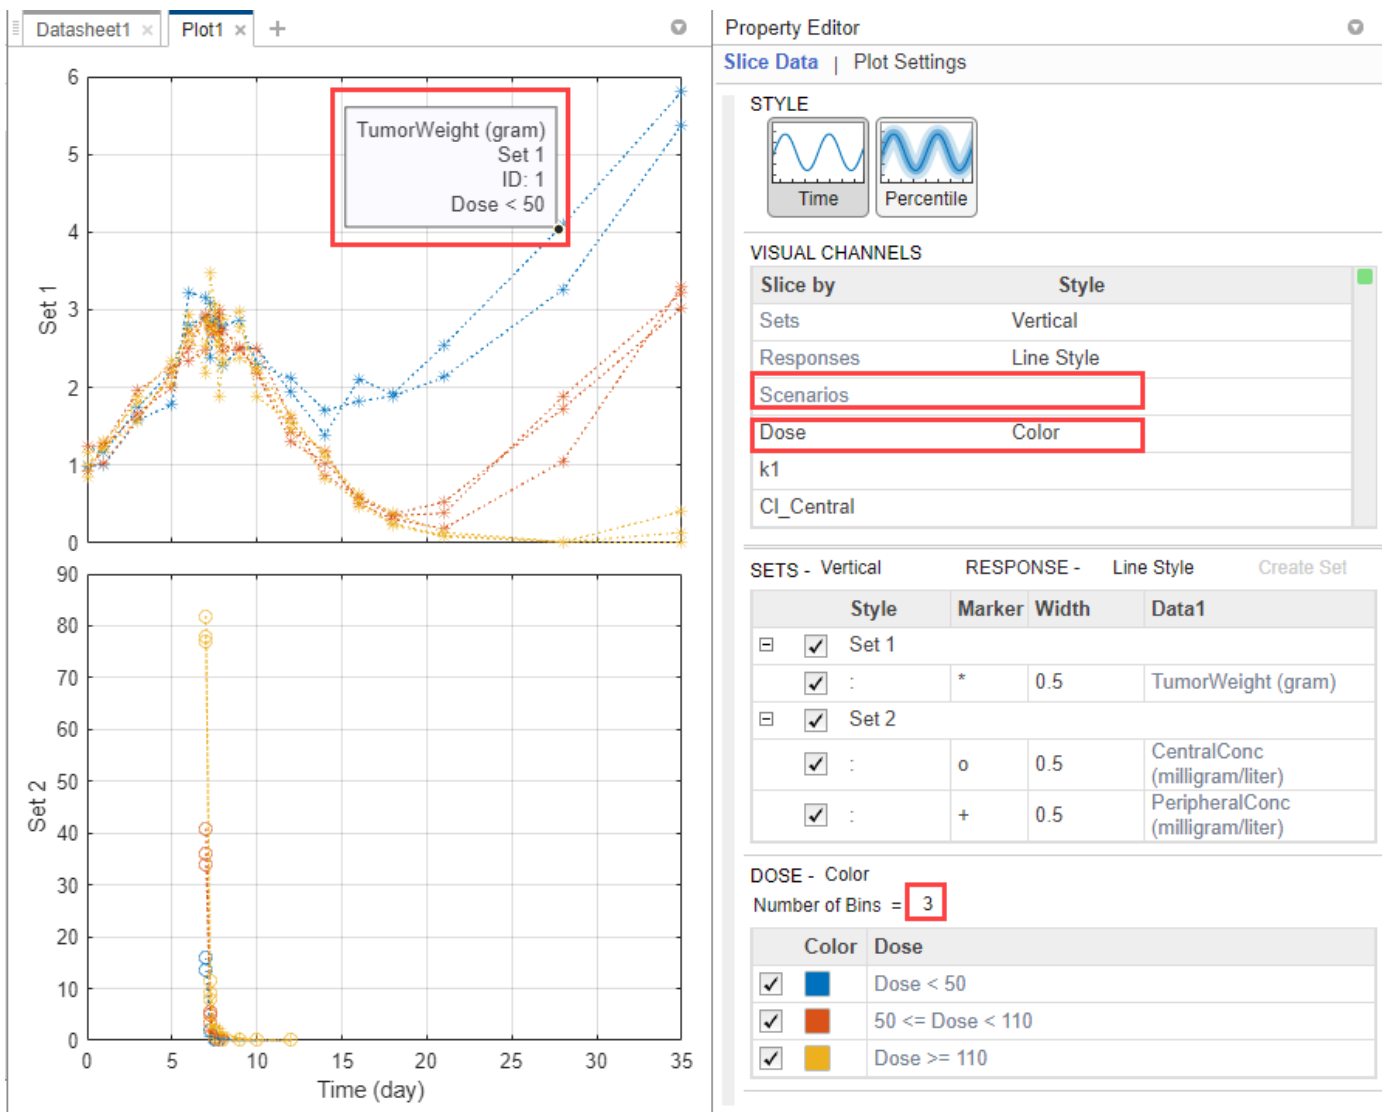 Datasheet1 × Plot1 × +
6
5
4
3
2
1
0
Set 1
TumorWeight (gram)
Set 1
ID: 1
Dose < 50
90
80
70
60
50
40
30
20
10
0
Set 2
0 5 10 15 20 25 30 35
Time (day)
Property Editor
Slice Data | Plot Settings
STYLE
Time Percentile
VISUAL CHANNELS
Slice by Style
Sets Vertical
Responses Line Style
Scenarios
Dose Color
k1
Cl_Central
SETS - Vertical RESPONSE - Line Style Create Set
Style Marker Width Data1
Set 1
: * 0.5 TumorWeight (gram)
Set 2
: o 0.5 CentralConc
(milligram/liter)
: + 0.5 PeripheralConc
(milligram/liter)
DOSE - Color
Number of Bins = 3
Color Dose
Dose < 50
50 <= Dose < 110
Dose >= 110